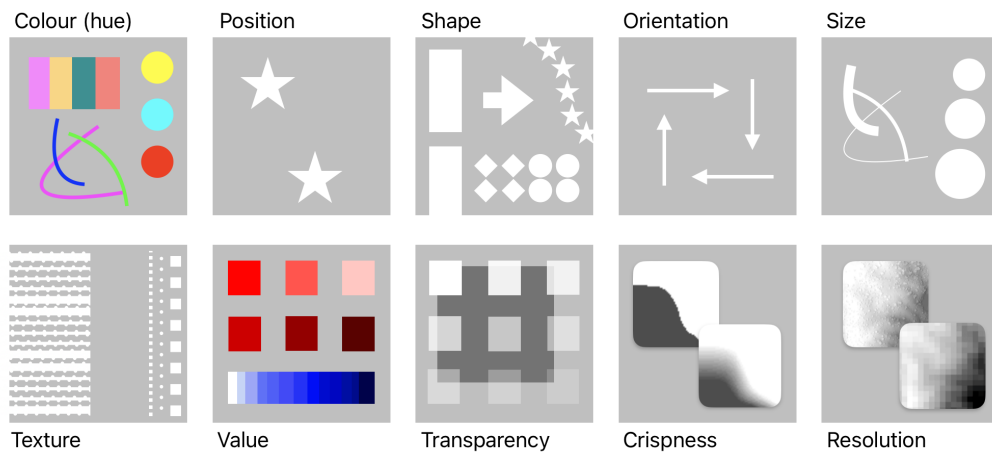 Colour (hue)
Position
Shape
Orientation
Size
Texture
Value
Transparency
Crispness
Resolution